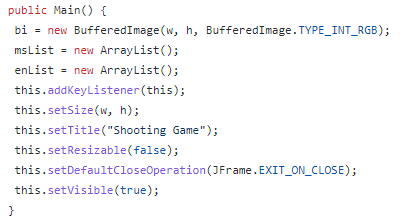 public Main() {
bi = new BufferedImage(w, h, BufferedImage.TYPE_INT_RGB);
msList = new ArrayList();
enList = new ArrayList();
this.addKeyListener(this);
this.setSize(w, h);
this.setTitle("Shooting Game");
this.setResizable(false);
this.setDefaultCloseOperation(JFrame.EXIT_ON_CLOSE);
this.setVisible(true);
}